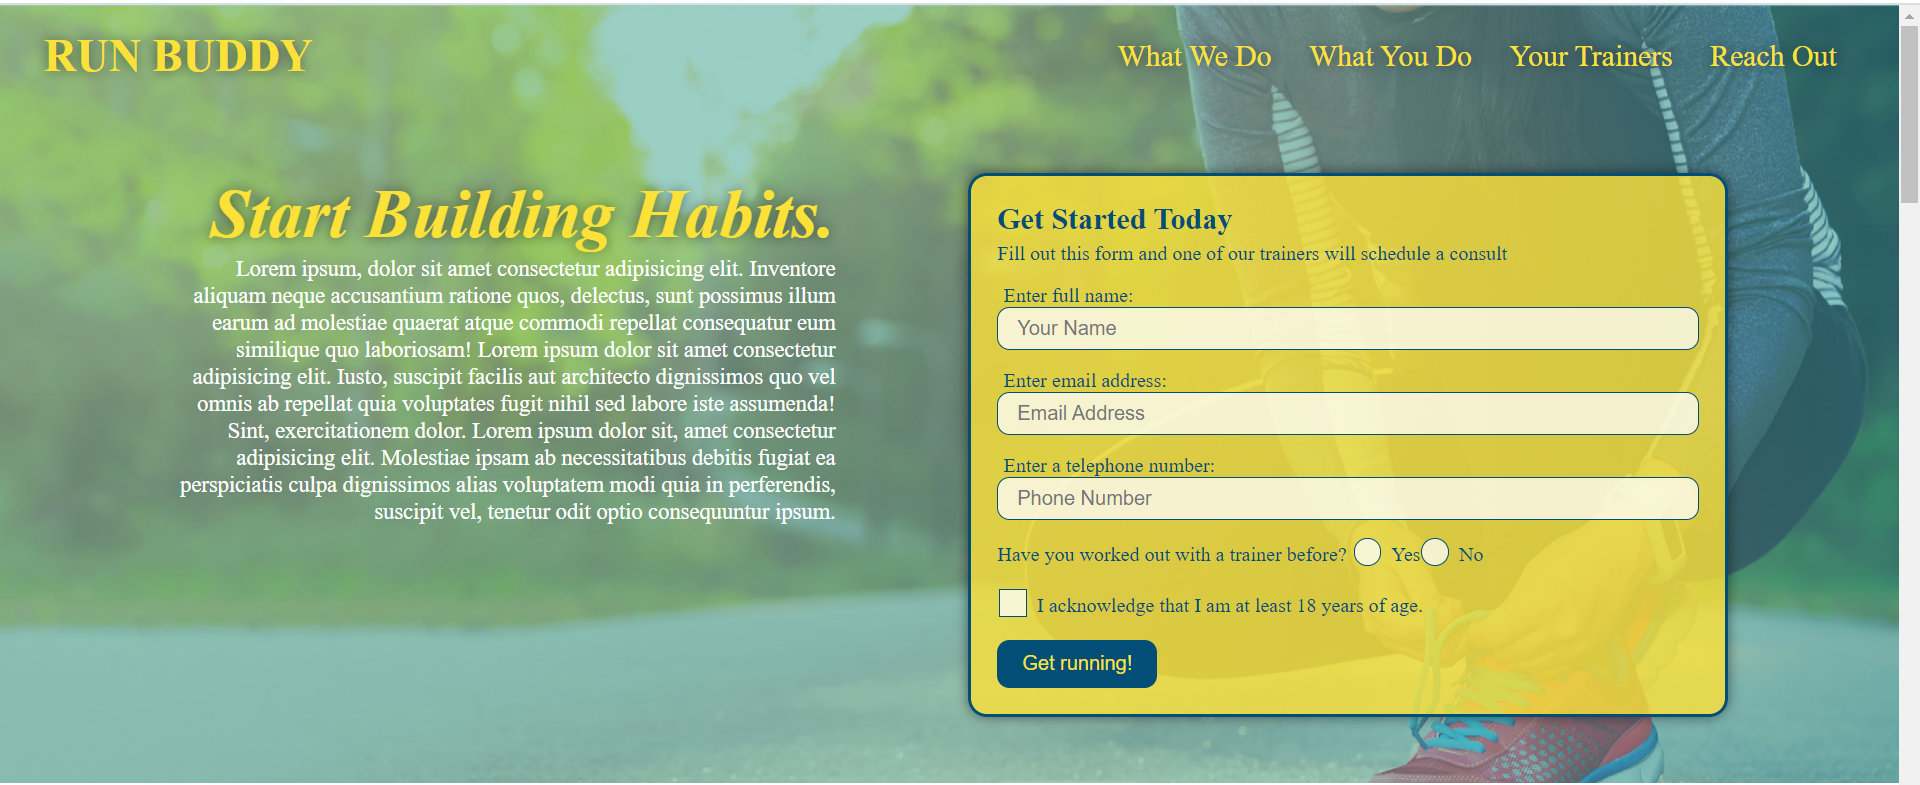 RUN BUDDY
What We Do What You Do Your Trainers Reach Out
Start Building Habits.
Lorem ipsum, dolor sit amet consectetur adipisicing elit. Inventore
aliquam neque accusantium ratione quos, delectus, sunt possimus illum
earum ad molestiae quaerat atque commodi repellat consequatur eum
similique quo laboriosam! Lorem ipsum dolor sit amet consectetur
adipisicing elit. Iusto, suscipit facilis aut architecto dignissimos quo vel
omnis ab repellat quia voluptates fugit nihil sed labore iste assumenda!
Sint, exercitationem dolor. Lorem ipsum dolor sit, amet consectetur
adipisicing elit. Molestiae ipsam ab necessitatibus debitis fugiat ea
perspiciatis culpa dignissimos alias voluptatem modi quia in perferendis,
suscipit vel, tenetur odit optio consequuntur ipsum.
Get Started Today
Fill out this form and one of our trainers will schedule a consult
Enter full name:
Your Name
Enter email address:
Email Address
Enter a telephone number:
Phone Number
Have you worked out with a trainer before? Yes No
I acknowledge that I am at least 18 years of age.
Get running!